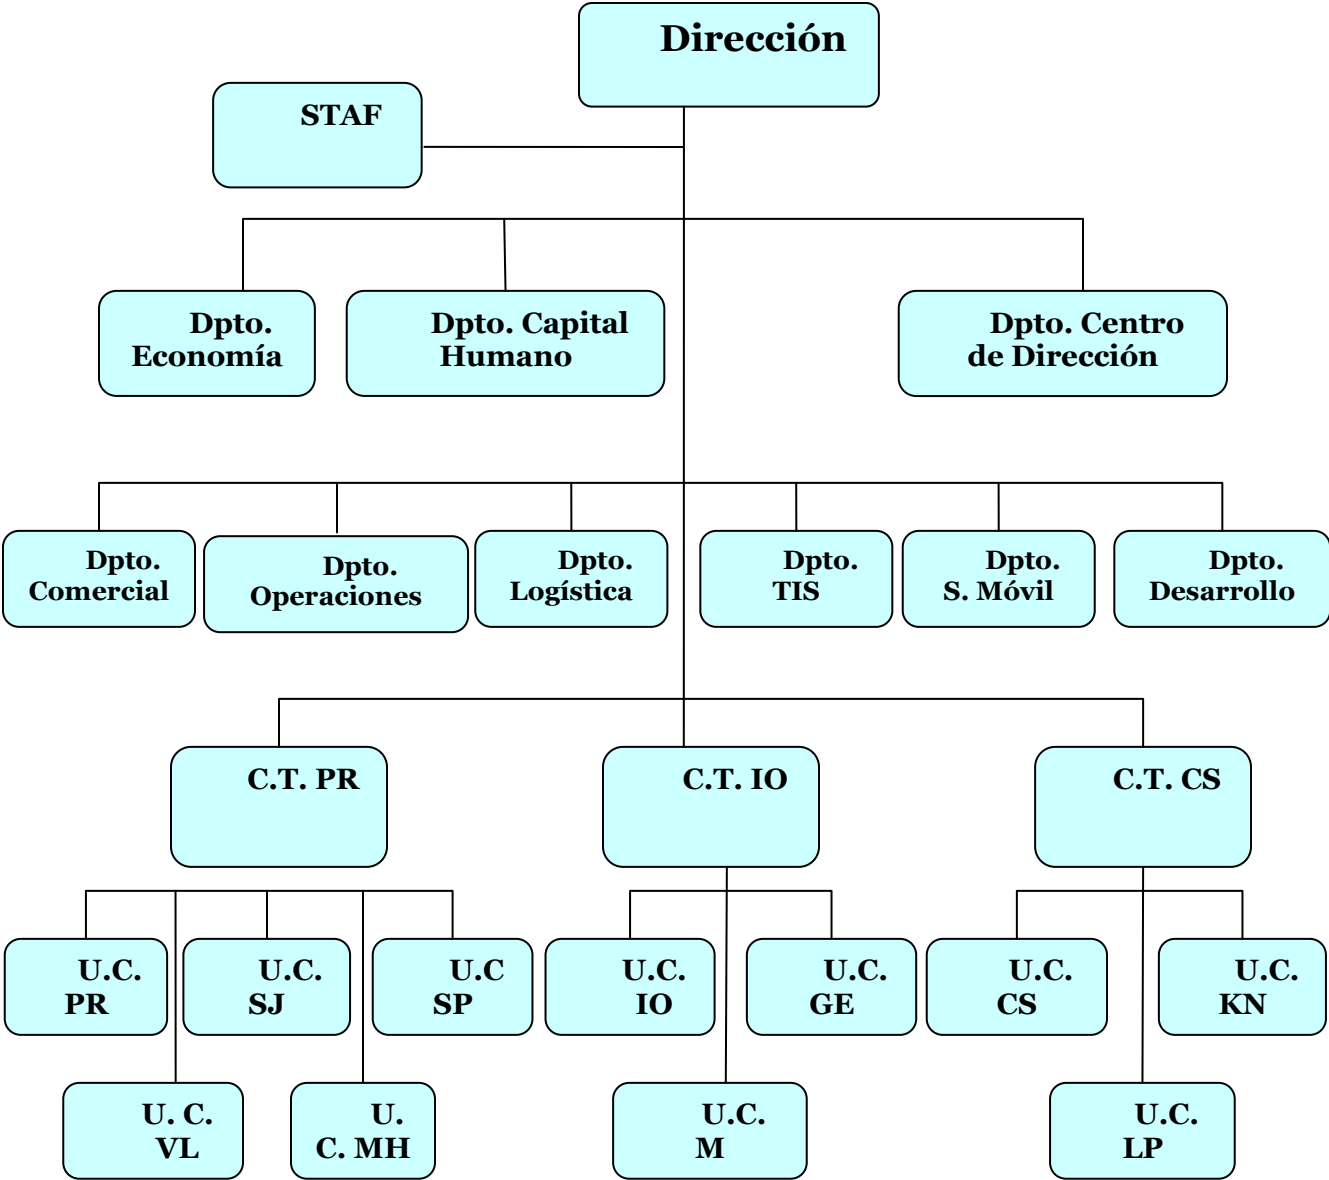 Dirección
STAF
Dpto.
Economía
Dpto. Capital
Humano
Dpto. Centro
de Dirección
Dpto.
Comercial
Dpto.
Operaciones
Dpto.
Logística
Dpto.
TIS
Dpto.
S. Móvil
Dpto.
Desarrollo
C.T. PR
C.T. IO
C.T. CS
U.C.
PR
U.C.
SJ
U.C
SP
U.C.
IO
U.C.
GE
U.C.
CS
U.C.
KN
U. C.
VL
U.
C. MH
U.C.
M
U.C.
LP